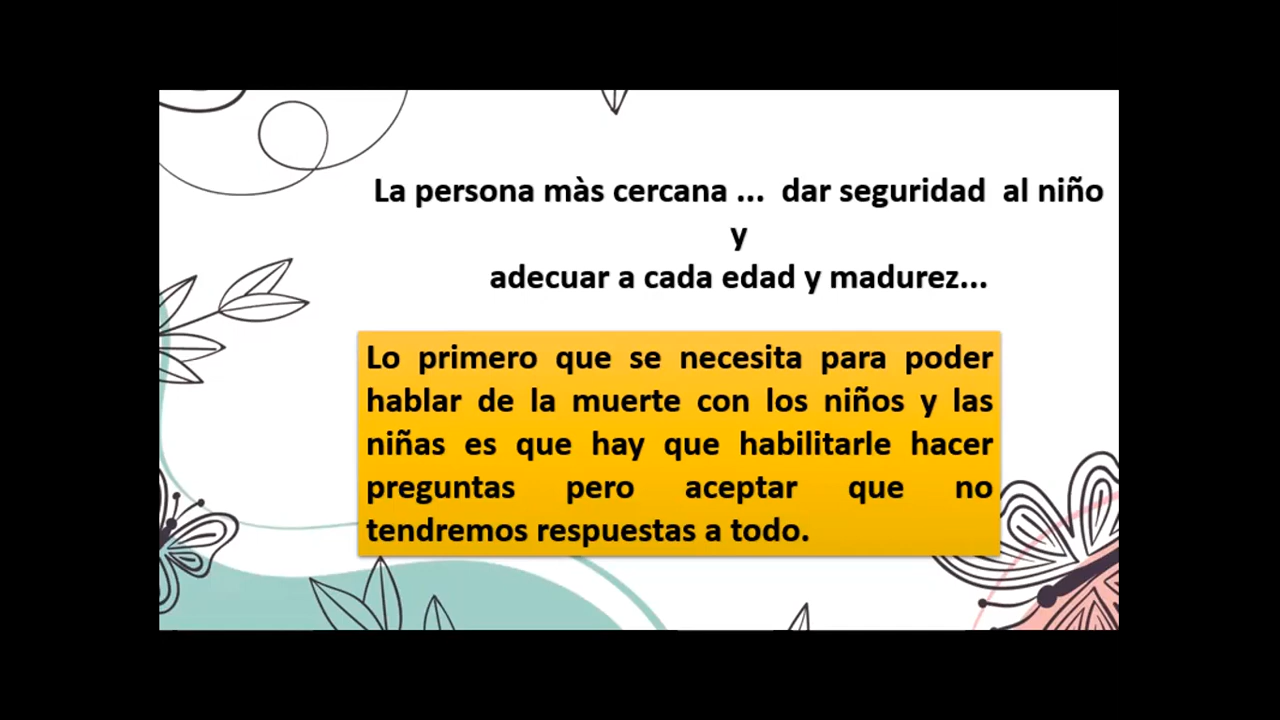 La persona màs cercana ... dar seguridad al niño
y
adecuar a cada edad y madurez...
Lo primero que se necesita para poder
hablar de la muerte con los niños y las
niñas es que hay que habilitarle hacer
preguntas pero aceptar que no
tendremos respuestas a todo.